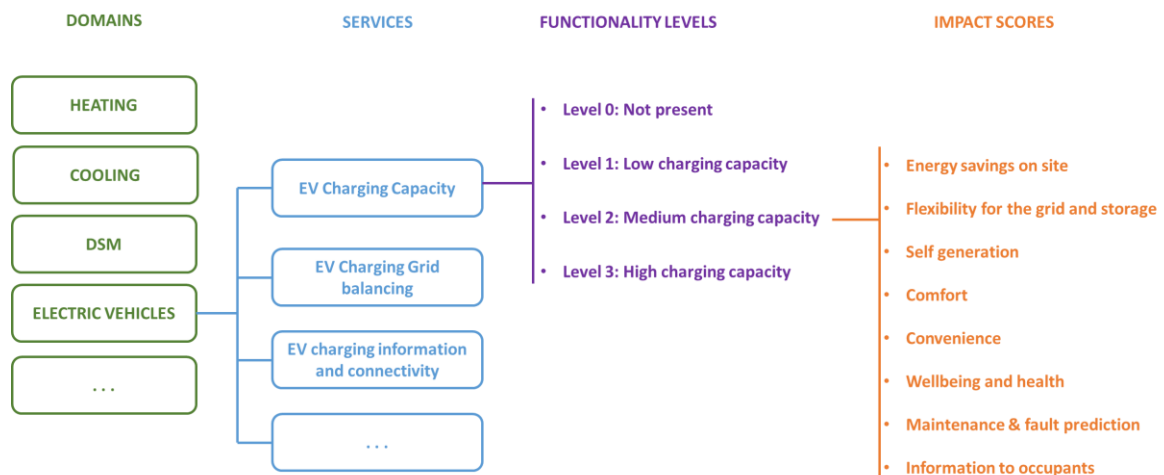 DOMAINS
SERVICES
FUNCTIONALITY LEVELS
IMPACT SCORES
HEATING
COOLING
DSM
ELECTRIC VEHICLES
...
EV Charging Capacity
EV Charging Grid
balancing
EV charging information
and connectivity
...
• Level 0: Not present
• Level 1: Low charging capacity
• Level 2: Medium charging capacity
• Level 3: High charging capacity
• Energy savings on site
• Flexibility for the grid and storage
• Self generation
• Comfort
• Convenience
• Wellbeing and health
• Maintenance & fault prediction
• Information to occupants